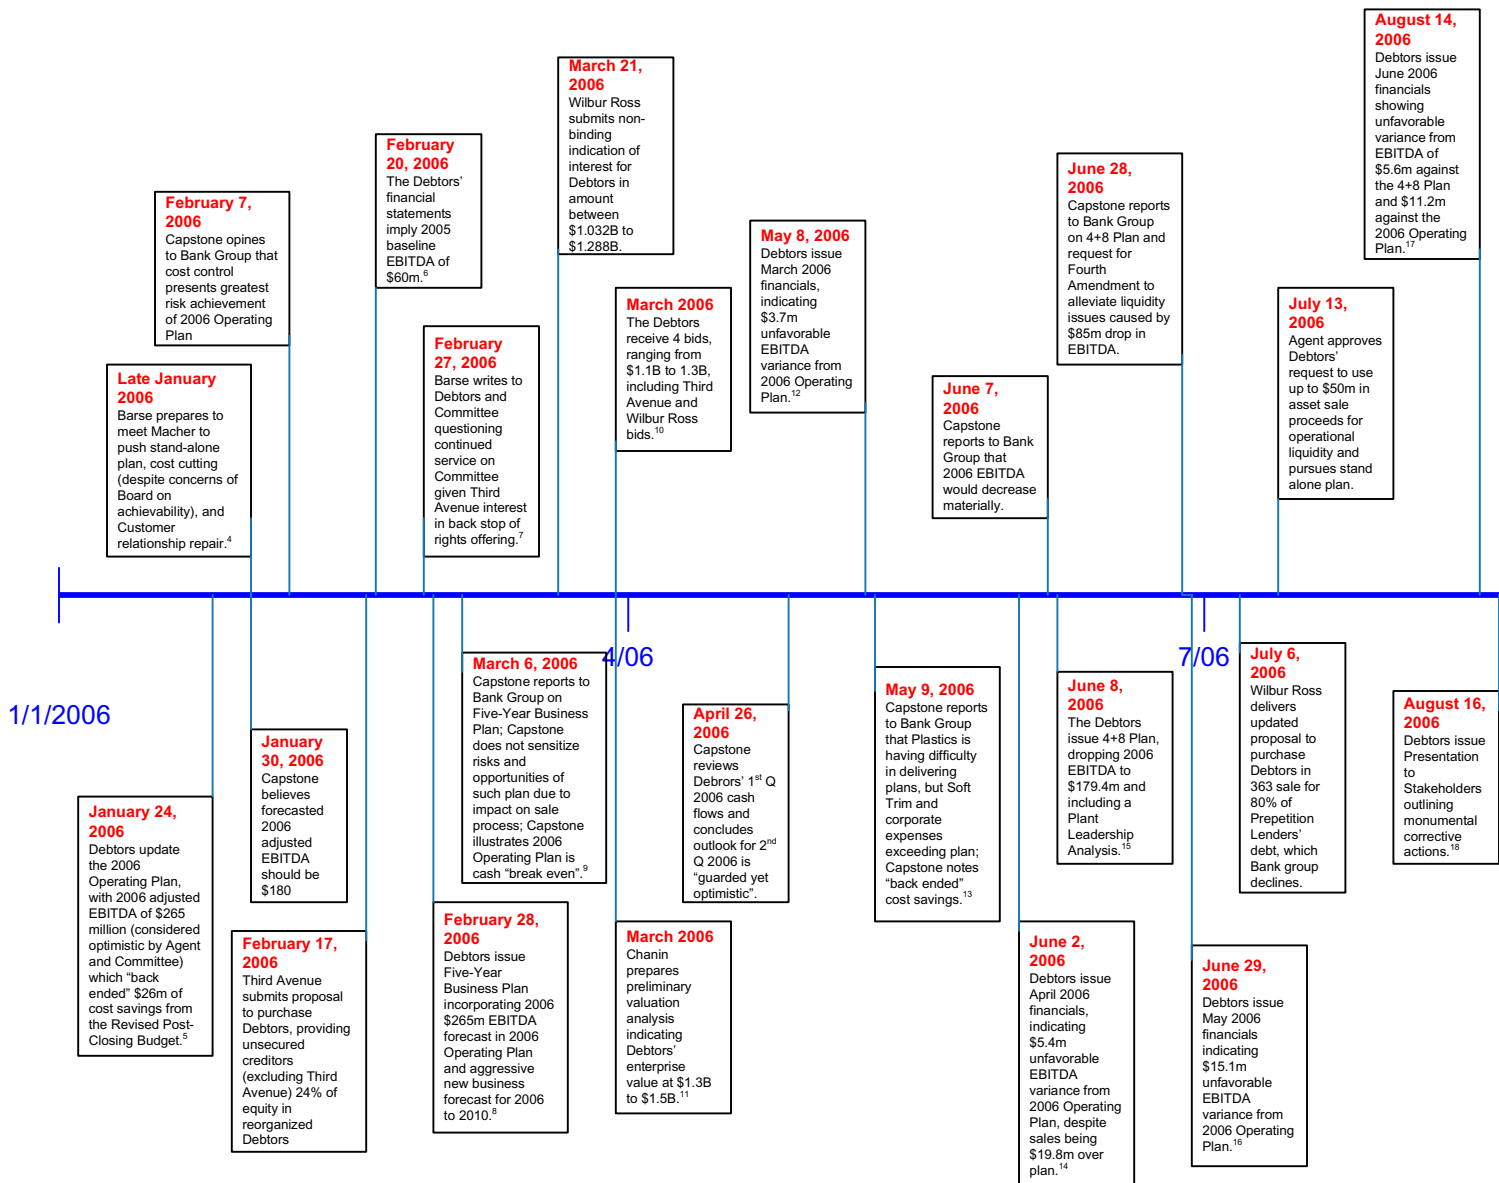 August 14,
2006
Debtors issue
June 2006
financials
showing
unfavorable
variance from
EBITDA of
$5.6m against
the 4+8 Plan
and $11.2m
against the
2006 Operating
Plan.17
March 21,
2006
Wilbur Ross
submits non-
binding
indication of
interest for
Debtors in
amount
between
$1.032B to
$1.288B.
February
20, 2006
The Debtors’
financial
statements
imply 2005
baseline
EBITDA of
$60m.6
June 28,
2006
Capstone reports
to Bank Group
on 4+8 Plan and
request for
Fourth
Amendment to
alleviate liquidity
issues caused by
$85m drop in
EBITDA.
February 7,
2006
Capstone opines
to Bank Group that
cost control
presents greatest
risk achievement
of 2006 Operating
Plan
May 8, 2006
Debtors issue
March 2006
financials,
indicating
$3.7m
unfavorable
EBITDA
variance from
2006 Operating
Plan.12
March 2006
The Debtors
receive 4 bids,
ranging from
$1.1B to 1.3B,
including Third
Avenue and
Wilbur Ross
bids.10
July 13,
2006
Agent approves
Debtors’
request to use
up to $50m in
asset sale
proceeds for
operational
liquidity and
pursues stand
alone plan.
February
27, 2006
Barse writes to
Debtors and
Committee
questioning
continued
service on
Committee
given Third
Avenue interest
in back stop of
rights offering.7
Late January
2006
Barse prepares to
meet Macher to
push stand-alone
plan, cost cutting
(despite concerns of
Board on
achievability), and
Customer
relationship repair.4
June 7,
2006
Capstone
reports to Bank
Group that
2006 EBITDA
would decrease
materially.
1/1/2006
4/06
7/06
January 24,
2006
Debtors update
the 2006
Operating Plan,
with 2006 adjusted
EBITDA of $265
million (considered
optimistic by Agent
and Committee)
which “back
ended” $26m of
cost savings from
the Revised Post-
Closing Budget.5
January
30, 2006
Capstone
believes
forecasted
2006
adjusted
EBITDA
should be
$180
February 17,
2006
Third Avenue
submits proposal
to purchase
Debtors, providing
unsecured
creditors
(excluding Third
Avenue) 24% of
equity in
reorganized
Debtors
March 6, 2006
Capstone reports to
Bank Group on
Five-Year Business
Plan; Capstone
does not sensitize
risks and
opportunities of
such plan due to
impact on sale
process; Capstone
illustrates 2006
Operating Plan is
cash “break even”.9
February 28,
2006
Debtors issue
Five-Year
Business Plan
incorporating 2006
$265m EBITDA
forecast in 2006
Operating Plan
and aggressive
new business
forecast for 2006
to 2010.8
March 2006
Chanin
prepares
preliminary
valuation
analysis
indicating
Debtors’
enterprise
value at $1.3B
to $1.5B.11
April 26,
2006
Capstone
reviews
Debrors’ 1st Q
2006 cash
flows and
concludes
outlook for 2nd
Q 2006 is
“guarded yet
optimistic”.
May 9, 2006
Capstone reports
to Bank Group
that Plastics is
having difficulty
in delivering
plans, but Soft
Trim and
corporate
expenses
exceeding plan;
Capstone notes
“back ended”
cost savings.13
June 2,
2006
Debtors issue
April 2006
financials,
indicating
$5.4m
unfavorable
EBITDA
variance from
2006 Operating
Plan, despite
sales being
$19.8m over
plan.14
June 8,
2006
The Debtors
issue 4+8 Plan,
dropping 2006
EBITDA to
$179.4m and
including a
Plant
Leadership
Analysis.15
June 29,
2006
Debtors issue
May 2006
financials
indicating
$15.1m
unfavorable
EBITDA
variance from
2006 Operating
Plan.16
July 6,
2006
Wilbur Ross
delivers
updated
proposal to
purchase
Debtors in
363 sale for
80% of
Prepetition
Lenders’
debt, which
Bank group
declines.
August 16,
2006
Debtors issue
Presentation
to
Stakeholders
outlining
monumental
corrective
actions.18